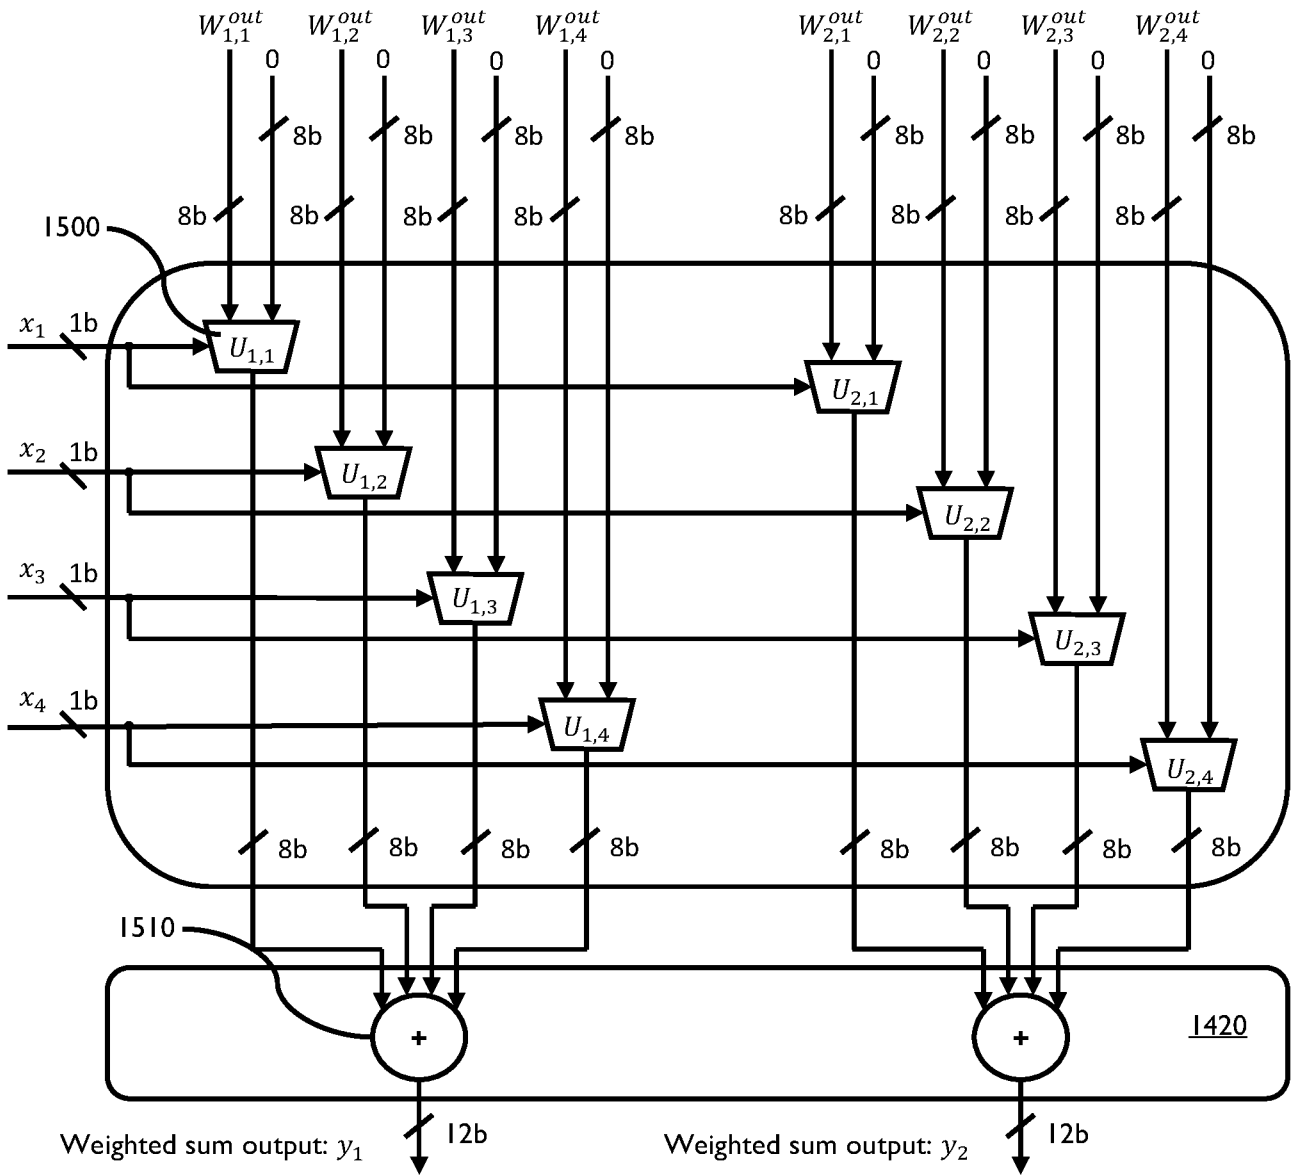 W_{1,1}^{out} W_{1,2}^{out} W_{1,3}^{out} W_{1,4}^{out} W_{2,1}^{out} W_{2,2}^{out} W_{2,3}^{out} W_{2,4}^{out}
0 0 0 0 0 0 0 0
8b 8b 8b 8b 8b 8b 8b 8b
8b 8b 8b 8b 8b 8b 8b 8b
1500
x_1 1b
U_{1,1}
U_{2,1}
x_2 1b
U_{1,2}
U_{2,2}
x_3 1b
U_{1,3}
U_{2,3}
x_4 1b
U_{1,4}
U_{2,4}
8b 8b 8b 8b 8b 8b 8b 8b
1510
+ + 1420
12b 12b
Weighted sum output: y_1 Weighted sum output: y_2